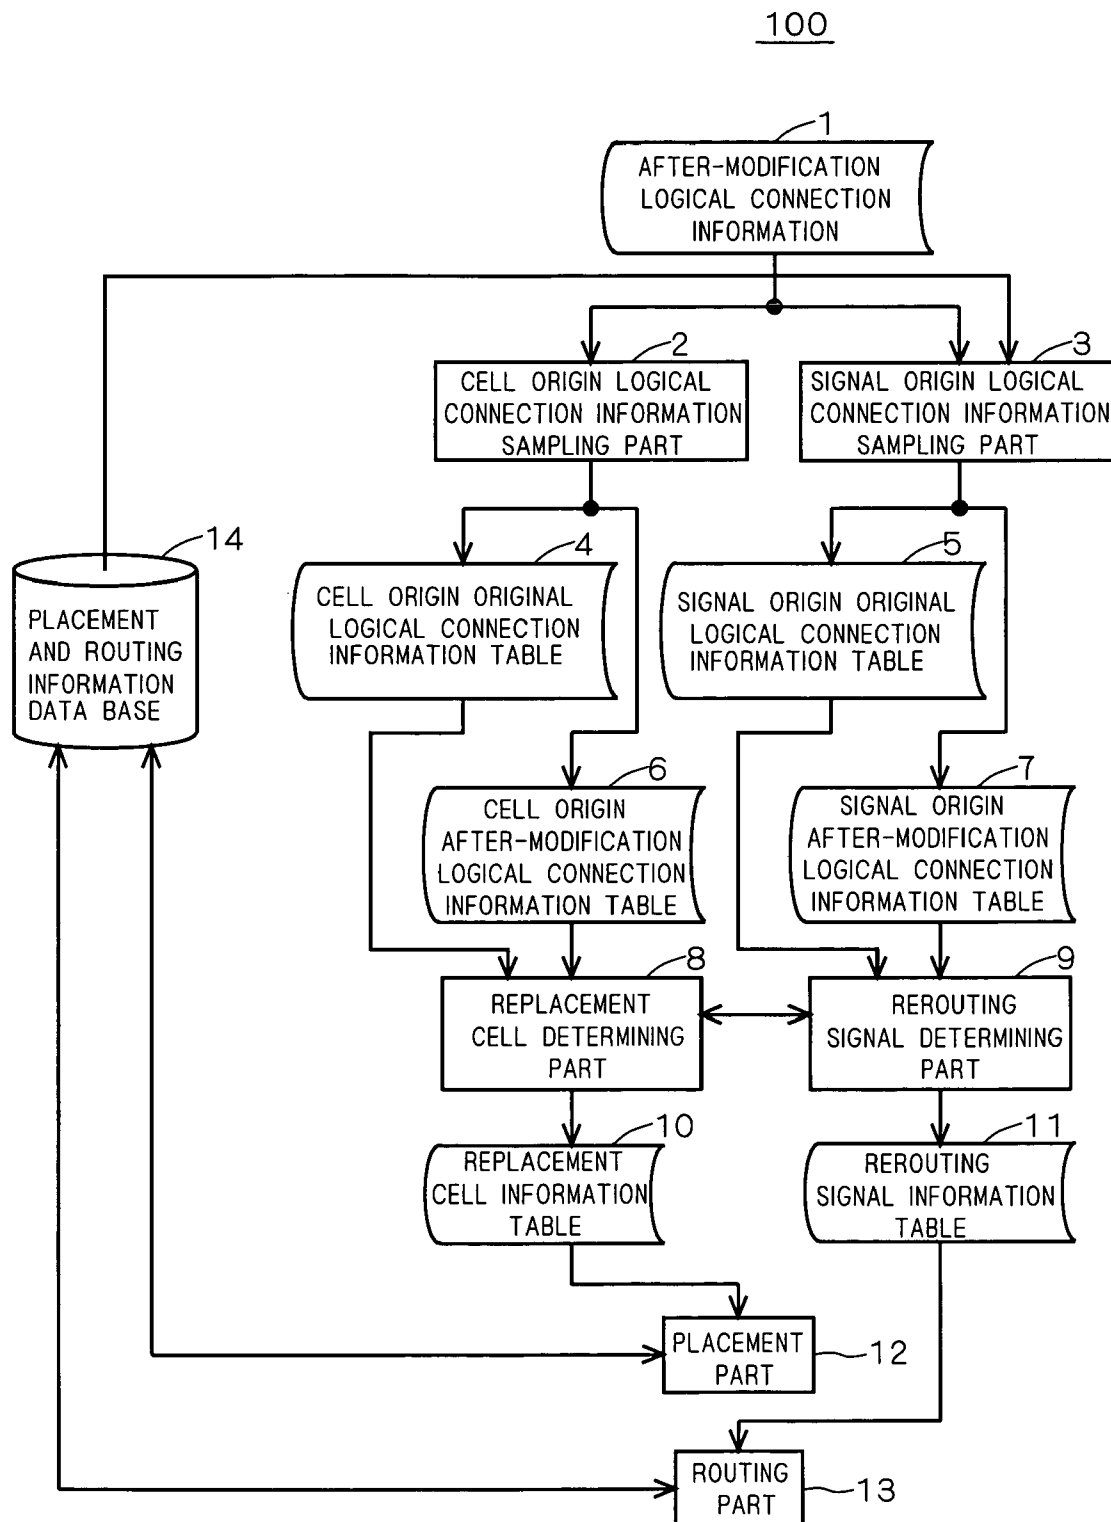 100
1
AFTER-MODIFICATION
LOGICAL CONNECTION
INFORMATION
2
CELL ORIGIN LOGICAL
CONNECTION INFORMATION
SAMPLING PART
3
SIGNAL ORIGIN LOGICAL
CONNECTION INFORMATION
SAMPLING PART
14
PLACEMENT
AND ROUTING
INFORMATION
DATA BASE
4
CELL ORIGIN ORIGINAL
LOGICAL CONNECTION
INFORMATION TABLE
5
SIGNAL ORIGIN ORIGINAL
LOGICAL CONNECTION
INFORMATION TABLE
6
CELL ORIGIN
AFTER-MODIFICATION
LOGICAL CONNECTION
INFORMATION TABLE
7
SIGNAL ORIGIN
AFTER-MODIFICATION
LOGICAL CONNECTION
INFORMATION TABLE
8
REPLACEMENT
CELL DETERMINING
PART
9
REROUTING
SIGNAL DETERMINING
PART
10
REPLACEMENT
CELL INFORMATION
TABLE
11
REROUTING
SIGNAL INFORMATION
TABLE
PLACEMENT
PART
12
ROUTING
PART
13